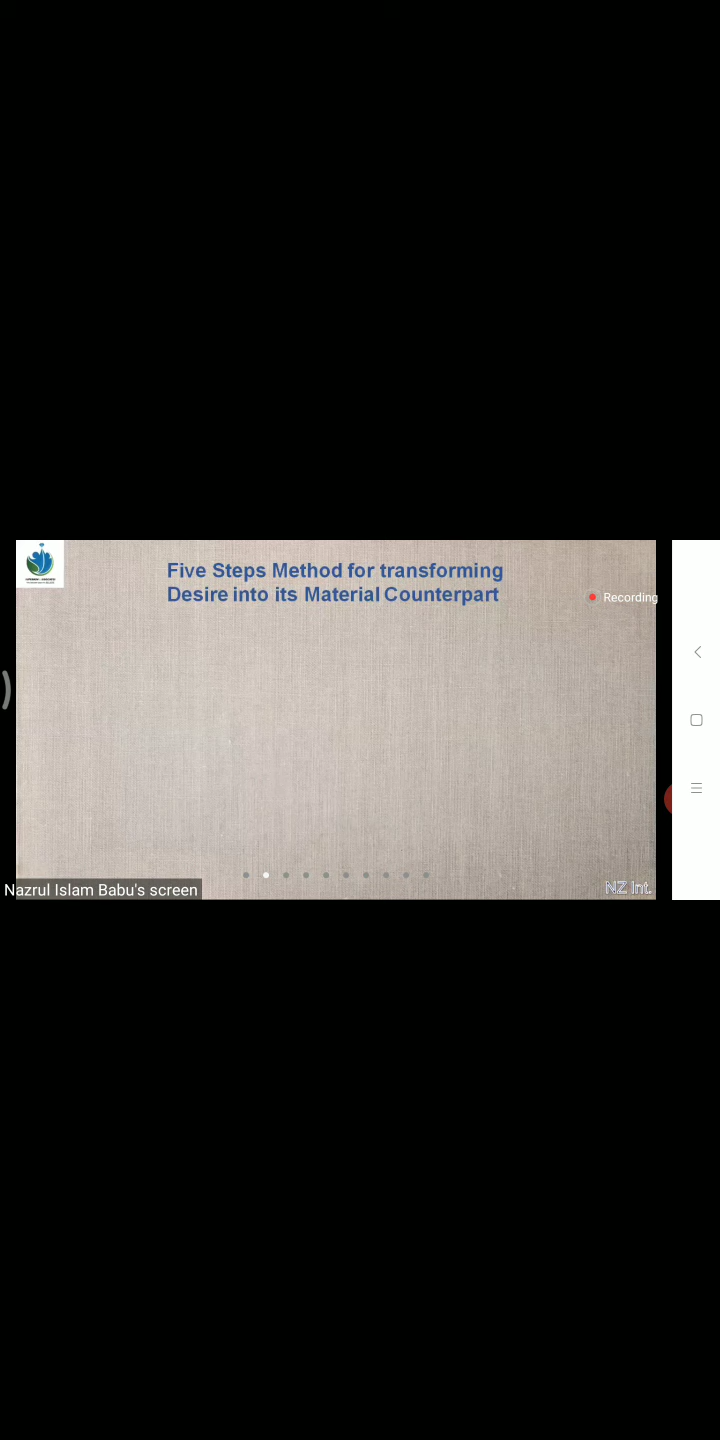 Five Steps Method for transforming
Desire into its Material Counterpart
Recording
Nazrul Islam Babu's screen
NZ Int.